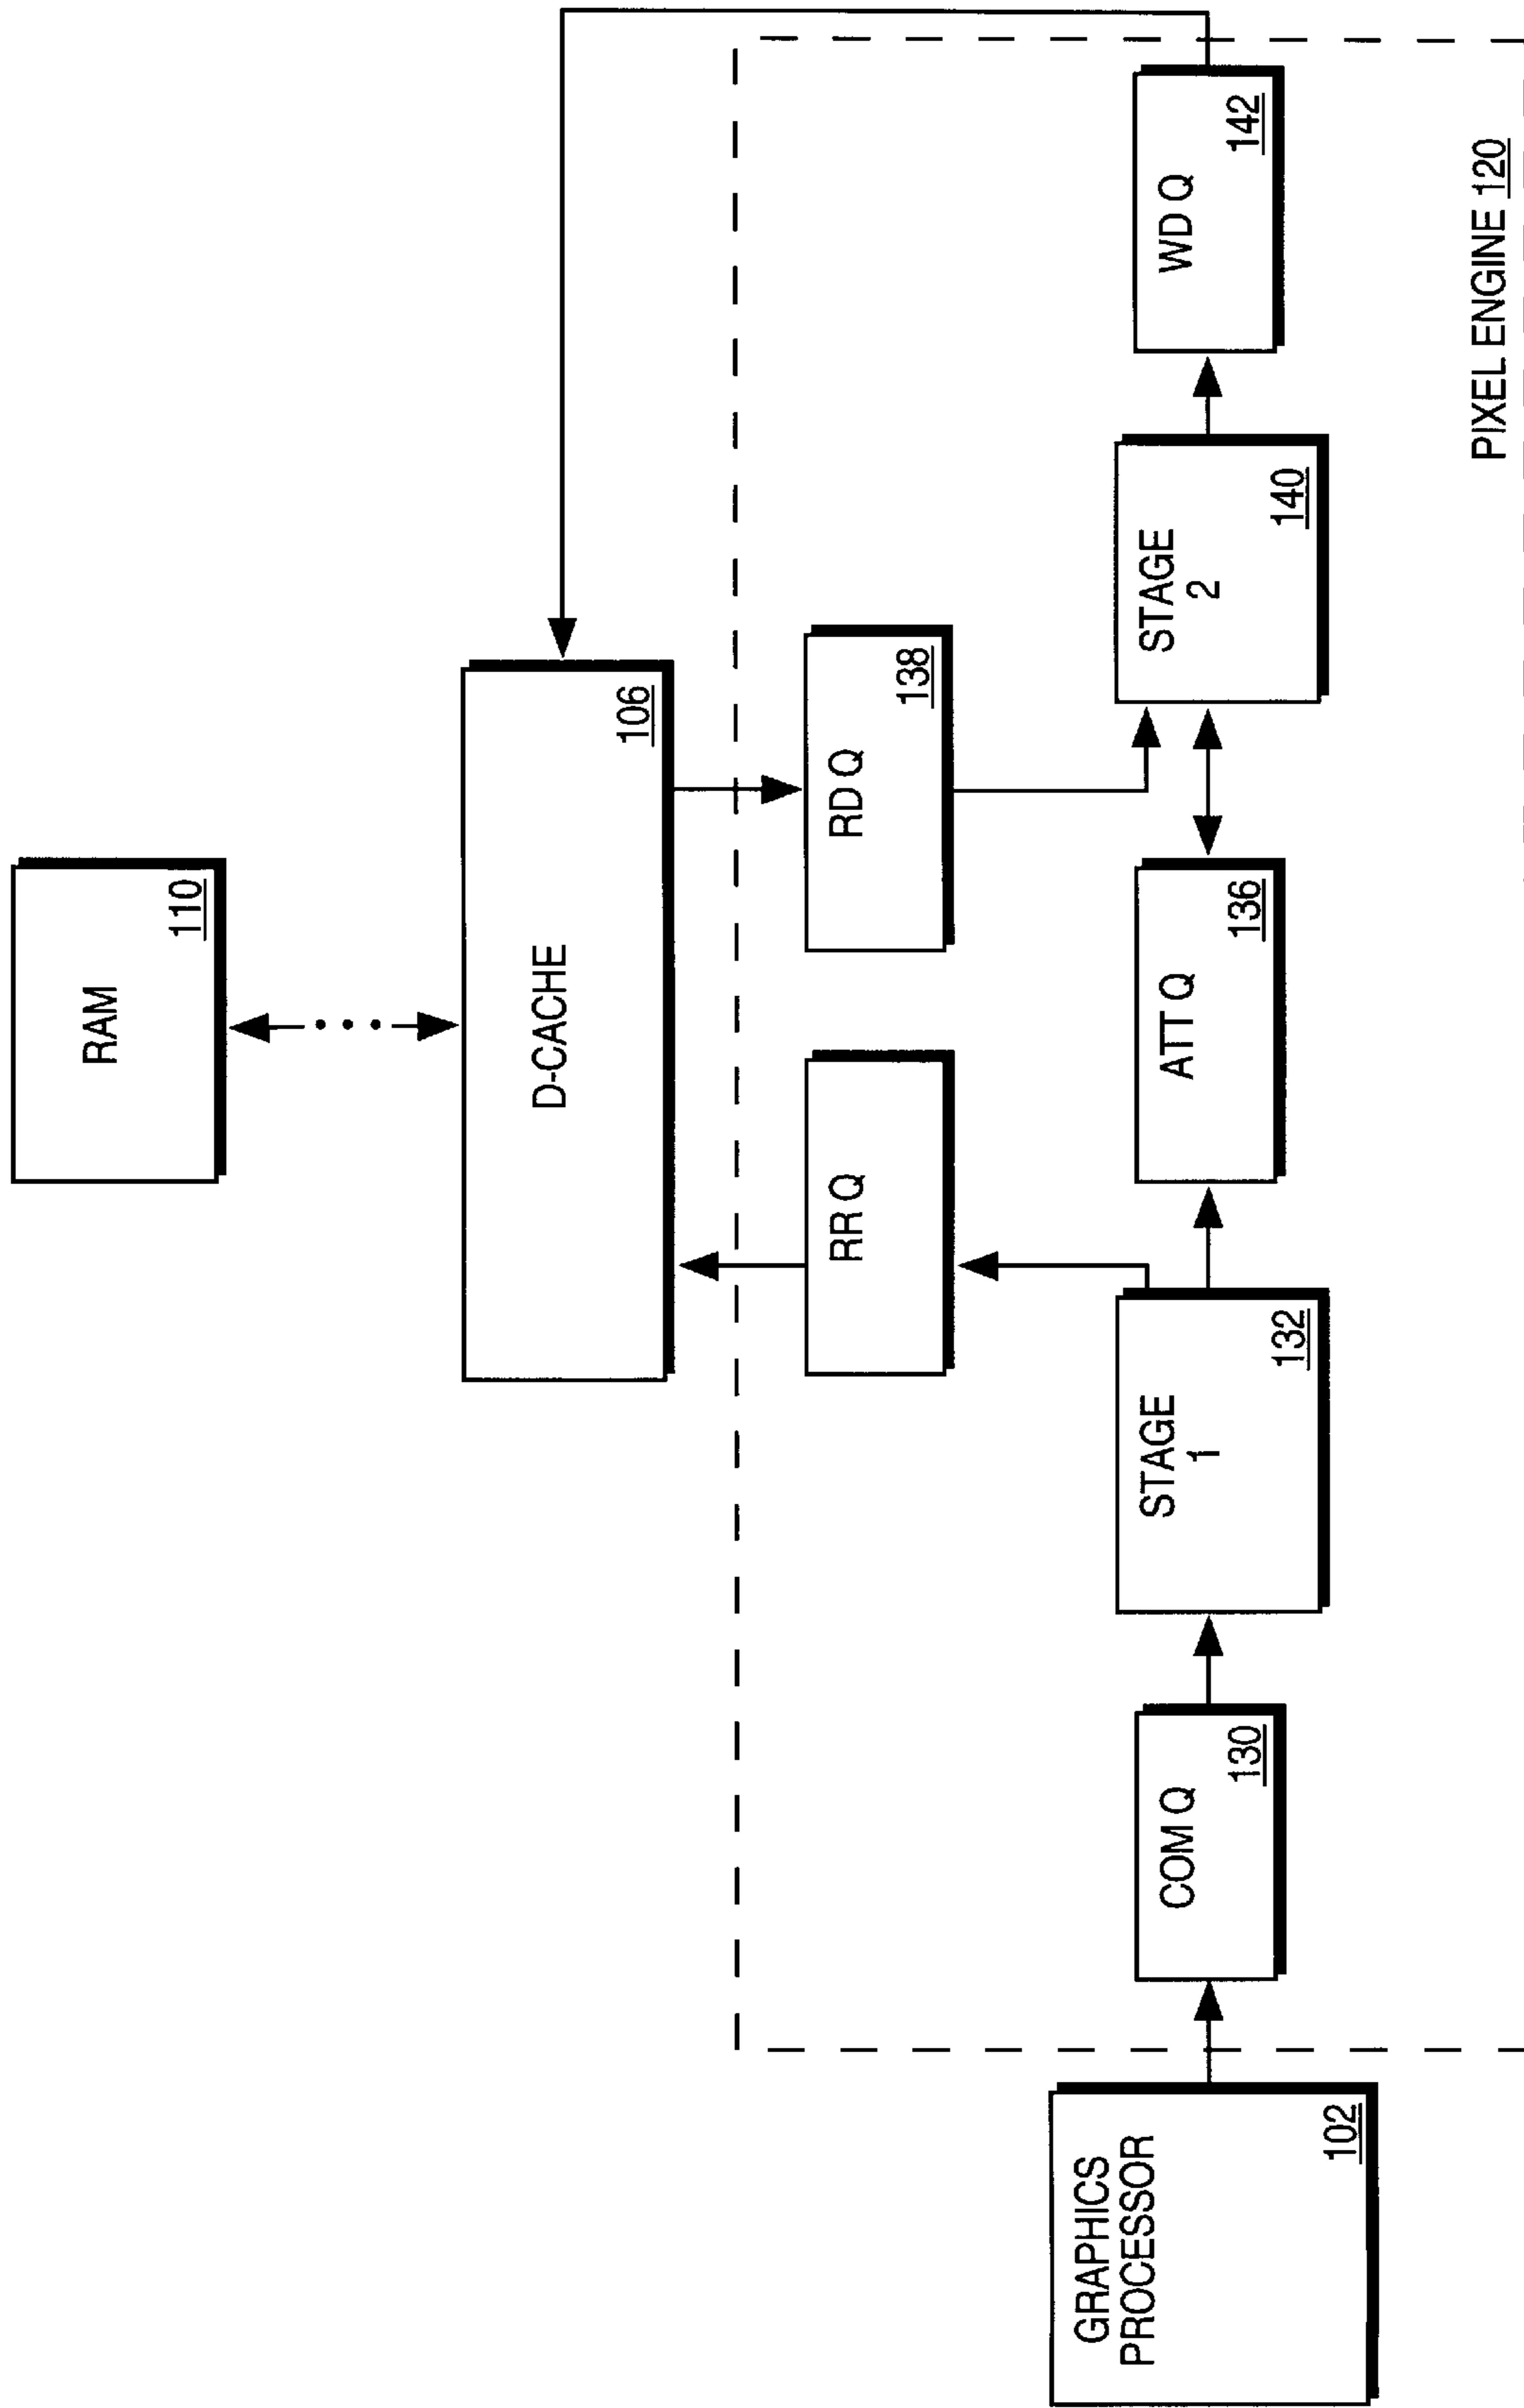 RAM
110
D-CACHE
106
RR Q
RD Q
138
GRAPHICS
PROCESSOR
102
COM Q
130
STAGE
1
132
ATT Q
136
STAGE
2
140
WD Q
142
PIXEL ENGINE 120